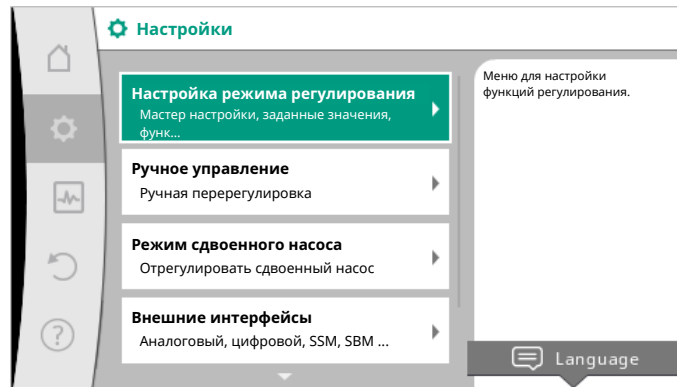 Настройки
Настройка режима регулирования
Мастер настройки, заданные значения,
функ...
Ручное управление
Ручная перерегулировка
Режим сдвоенного насоса
Отрегулировать сдвоенный насос
Внешние интерфейсы
Аналоговый, цифровой, SSM, SBM ...
Меню для настройки
функций регулирования.
Language